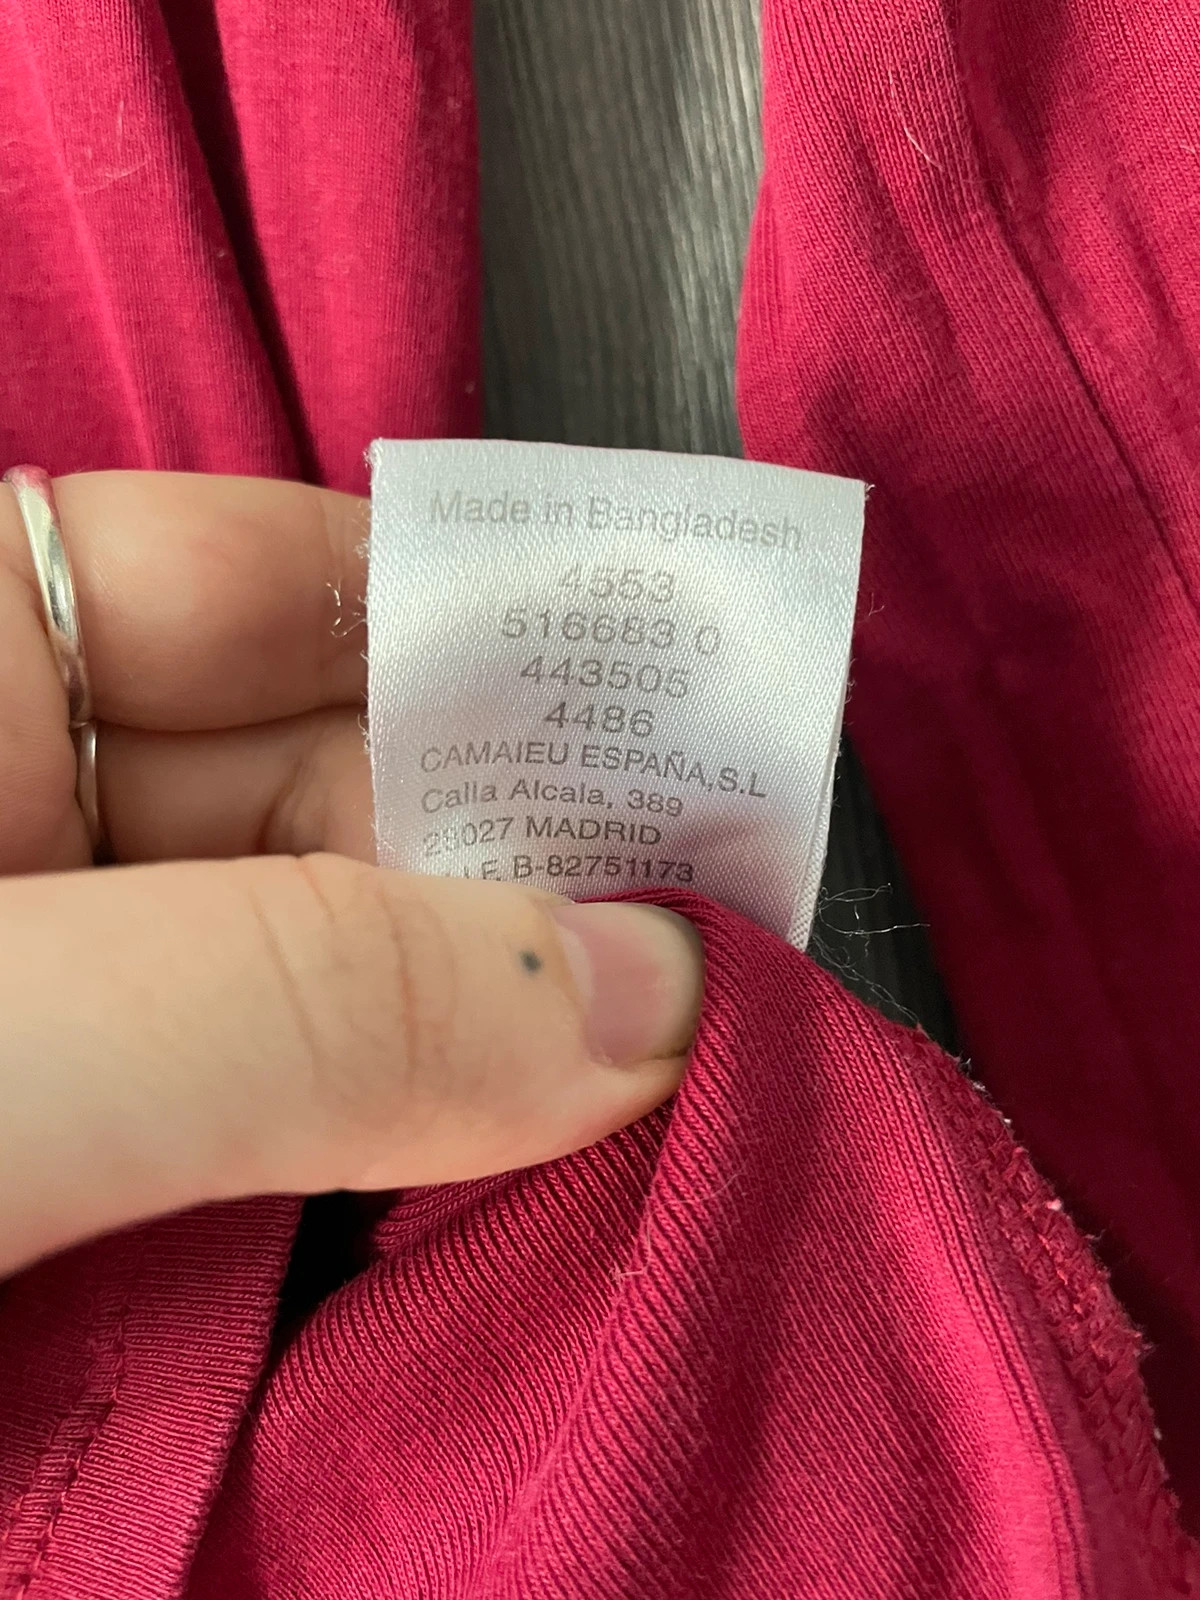 Made in Bangladesh
4553
516683 0
443505
4486
CAMAIEU ESPAÑA,S.L
Calla Alcala, 389
28027 MADRID
B-82751173